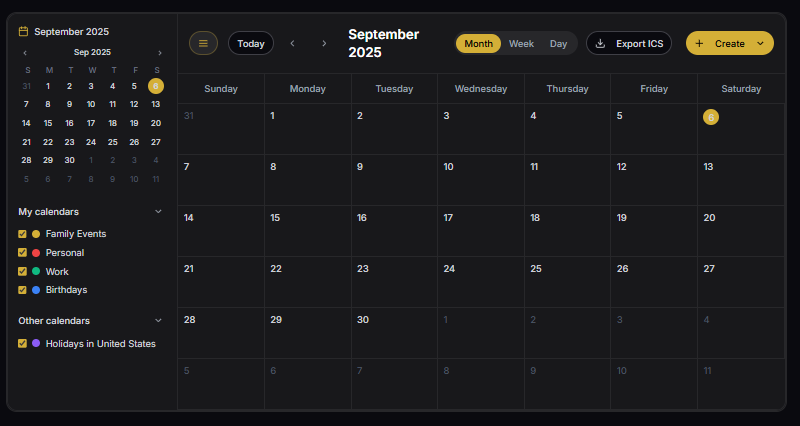 September 2025
Sep 2025
S M T W T F S
31 1 2 3 4 5 6
7 8 9 10 11 12 13
14 15 16 17 18 19 20
21 22 23 24 25 26 27
28 29 30 1 2 3 4
5 6 7 8 9 10 11
My calendars
Family Events
Personal
Work
Birthdays
Other calendars
Holidays in United States
Today
September
2025
Month Week Day
Export ICS
Create
Sunday Monday Tuesday Wednesday Thursday Friday Saturday
31 1 2 3 4 5 6
7 8 9 10 11 12 13
14 15 16 17 18 19 20
21 22 23 24 25 26 27
28 29 30 1 2 3 4
5 6 7 8 9 10 11